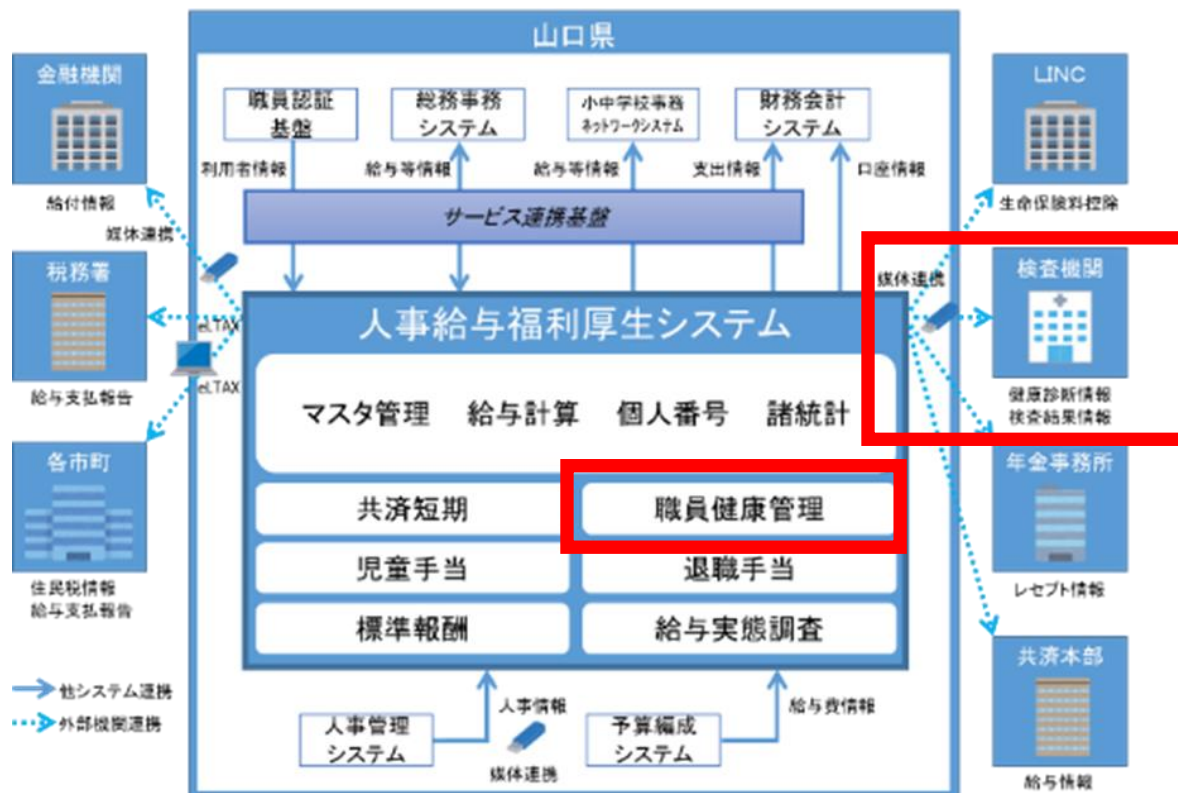 山口県
金融機関
給付情報
媒体連携
税務署
eLTAX
eLTAX
給与支払報告
各市町
住民税情報
給与支払報告
職員認証
基盤
総務事務
システム
小中学校事務
ネットワークシステム
財務会計
システム
利用者情報
給与等情報
給与等情報
支出情報
口座情報
サービス連携基盤
人事給与福利厚生システム
マスタ管理 給与計算 個人番号 諸統計
共済短期
職員健康管理
児童手当
退職手当
標準報酬
給与実態調査
人事情報
給与費情報
人事管理
システム
媒体連携
予算編成
システム
LINC
生命保険料控除
媒体連携
検査機関
健康診断情報
検査結果情報
年金事務所
レセプト情報
共済本部
給与情報
他システム連携
外部機関連携